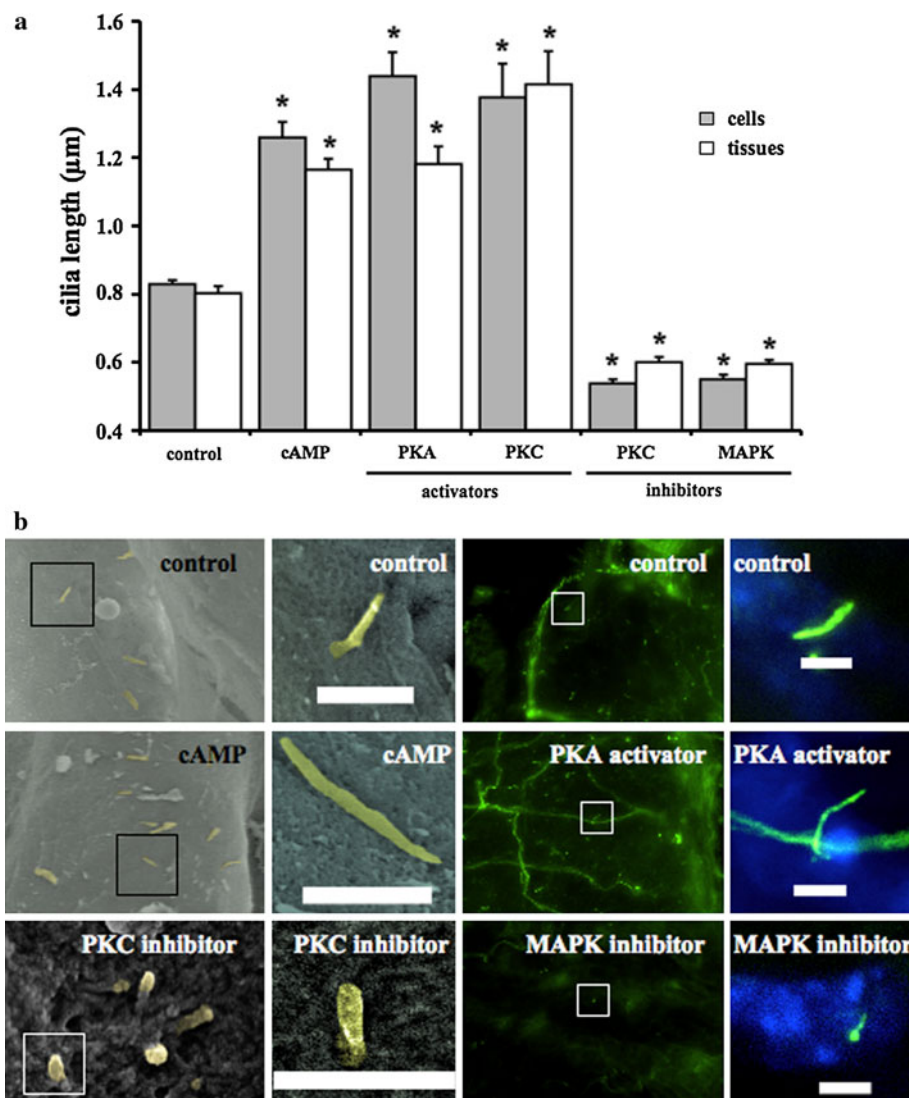 a
1.6
1.4
1.2
1.0
0.8
0.6
0.4
cilia length (µm)
* * * * * * * * * *
cells
tissues
control cAMP PKA PKC PKC MAPK
activators inhibitors
b
control control control control
cAMP cAMP PKA activator PKA activator
PKC inhibitor PKC inhibitor MAPK inhibitor MAPK inhibitor